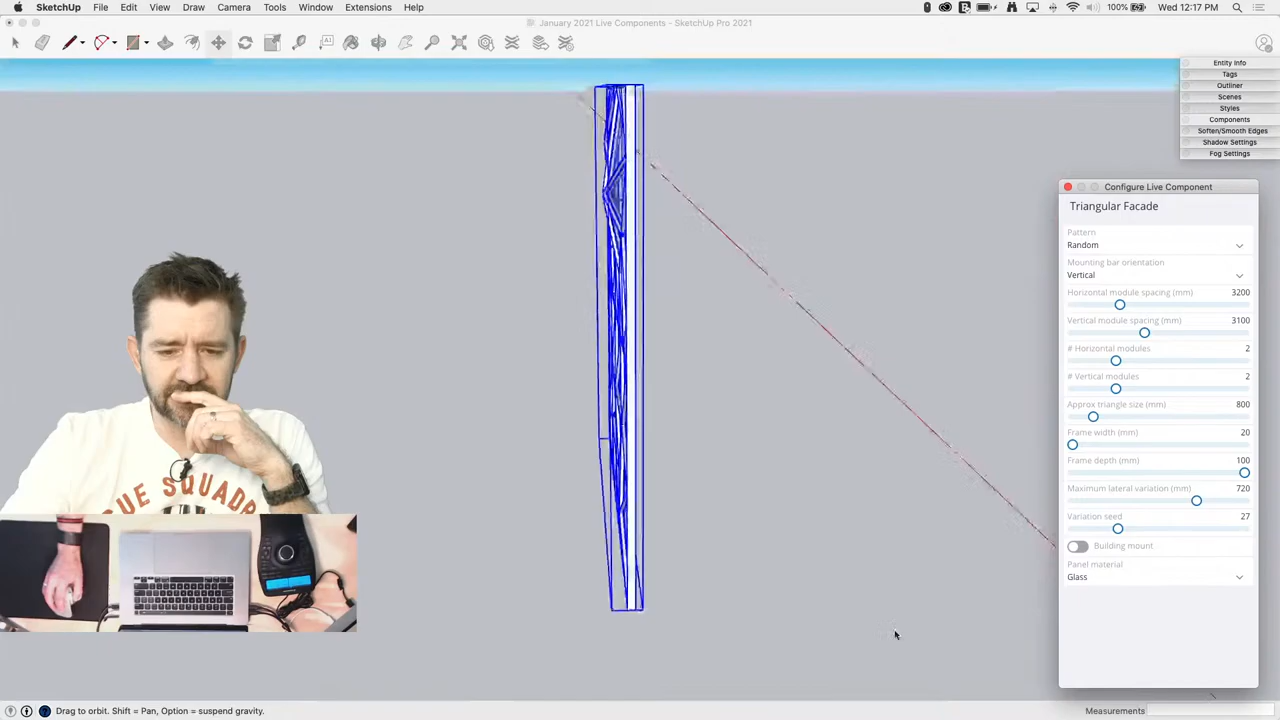 SketchUp File Edit View Draw Camera Tools Window Extensions Help 100% Wed 12:17 PM
January 2021 Live Components - SketchUp Pro 2021
Entity Info
Tags
Outliner
Scenes
Styles
Components
Soften/Smooth Edges
Shadow Settings
Fog Settings
Configure Live Component
Triangular Facade
Pattern
Random
Mounting bar orientation
Vertical
Horizontal module spacing (mm) 3200
Vertical module spacing (mm) 3100
# Horizontal modules 2
# Vertical modules 2
Approx triangle size (mm) 800
Frame width (mm) 20
Frame depth (mm) 100
Maximum lateral variation (mm) 720
Variation seed 27
Building mount
Panel material
Glass
UE SQUAD
Drag to orbit. Shift = Pan, Option = suspend gravity. Measurements